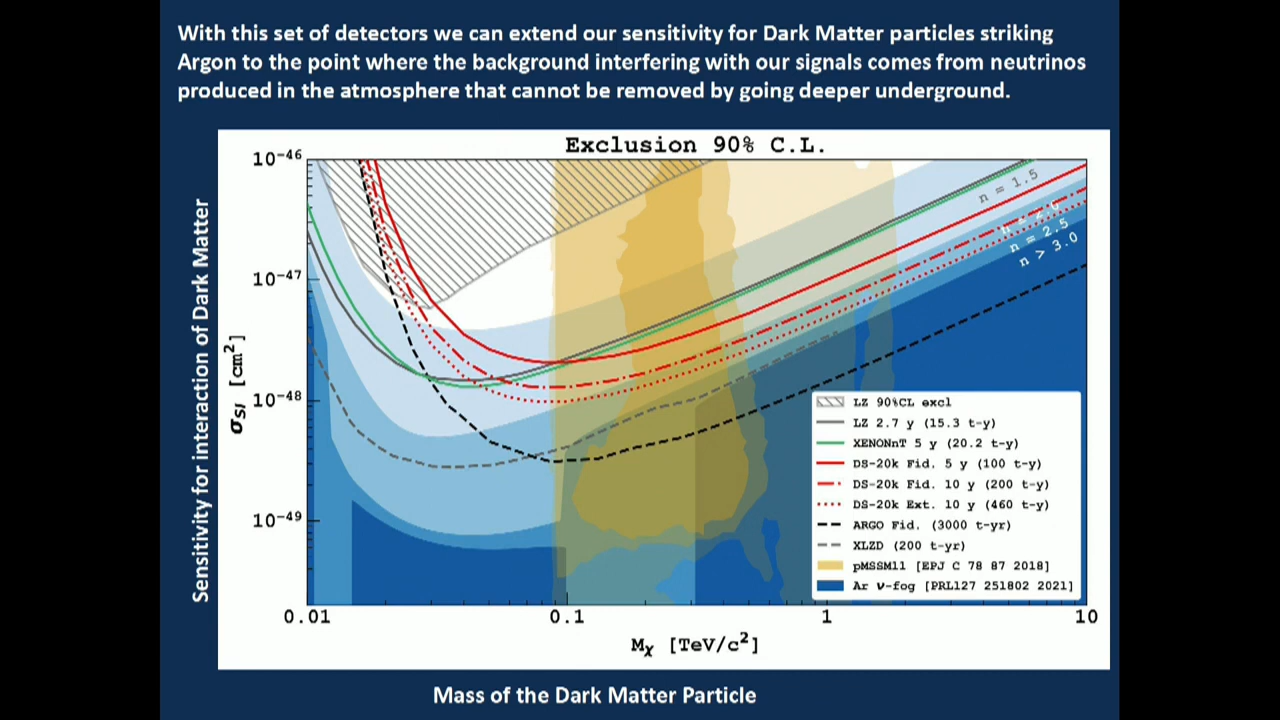 With this set of detectors we can extend our sensitivity for Dark Matter particles striking
Argon to the point where the background interfering with our signals comes from neutrinos
produced in the atmosphere that cannot be removed by going deeper underground.
Exclusion 90% C.L.
Sensitivity for interaction of Dark Matter
σSI [cm²]
10⁻⁴⁶
10⁻⁴⁷
10⁻⁴⁸
10⁻⁴⁹
n = 1.5
n = 2.0
n = 2.5
n > 3.0
LZ 90%CL excl
LZ 2.7 y (15.3 t-y)
XENONnT 5 y (20.2 t-y)
DS-20k Fid. 5 y (100 t-y)
DS-20k Fid. 10 y (200 t-y)
DS-20k Ext. 10 y (460 t-y)
ARGO Fid. (3000 t-yr)
XLZD (200 t-yr)
pMSSM11 [EPJ C 78 87 2018]
Ar ν-fog [PRL127 251802 2021]
0.01 0.1 1 10
Mχ [TeV/c²]
Mass of the Dark Matter Particle